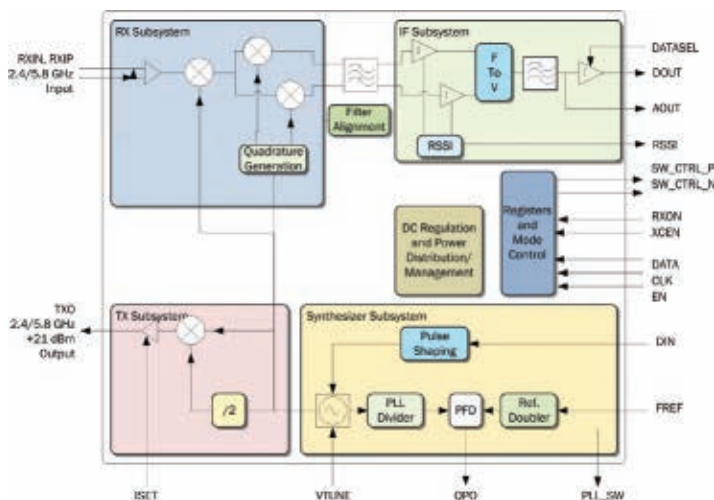 RX Subsystem
IF Subsystem
RXIN, RXIP
2.4/5.8 GHz
Input
F
To
V
DATASEL
DOUT
AOUT
Filter
Alignment
RSSI
RSSI
Quadrature
Generation
SW_CTRL_P
SW_CTRL_N
DC Regulation
and Power
Distribution/
Management
Registers
and
Mode
Control
RXON
XCEN
DATA
CLK
EN
TXO
2.4/5.8 GHz
+21 dBm
Output
TX Subsystem
Synthesizer Subsystem
Pulse
Shaping
DIN
/2
PLL
Divider
PFD
Ref.
Doubler
FREF
ISET
VTUNE
QPO
PLL_SW